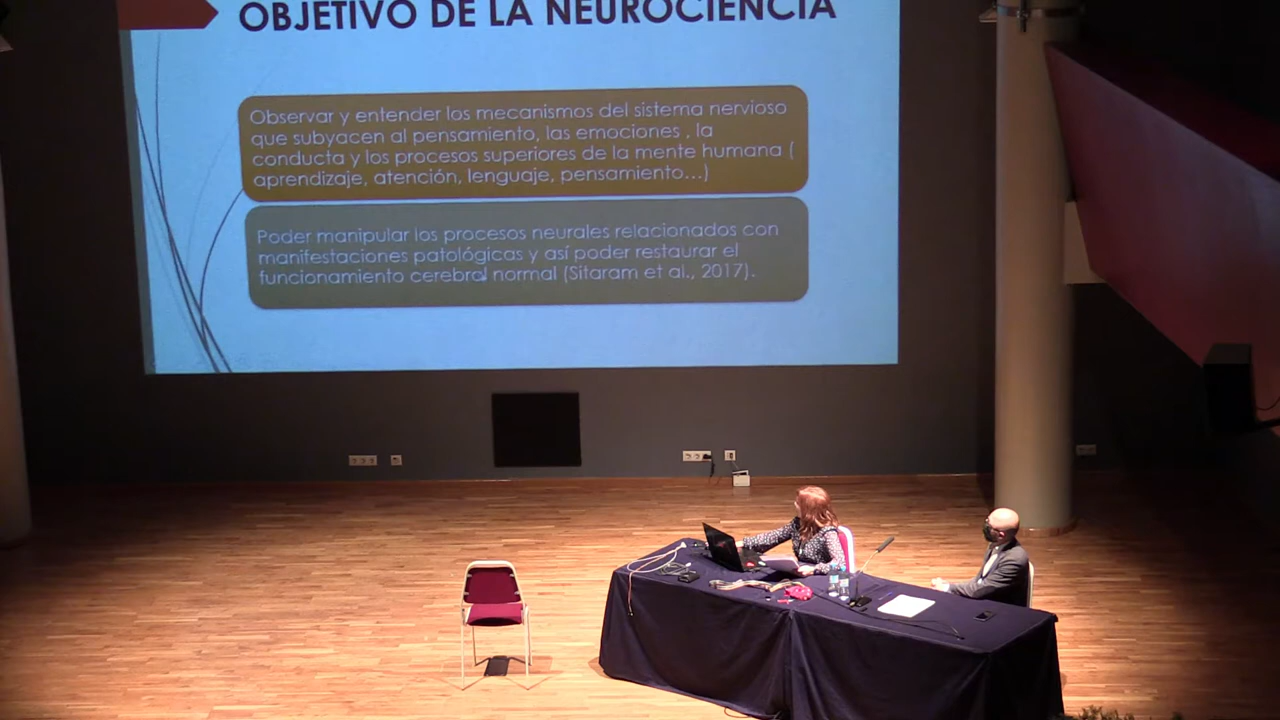 OBJETIVO DE LA NEUROCIENCIA
Observar y entender los mecanismos del sistema nervioso
que subyacen al pensamiento, las emociones , la
conducta y los procesos superiores de la mente humana (
aprendizaje, atención, lenguaje, pensamiento...)
Poder manipular los procesos neurales relacionados con
manifestaciones patológicas y así poder restaurar el
funcionamiento cerebral normal (Sitaram et al., 2017).